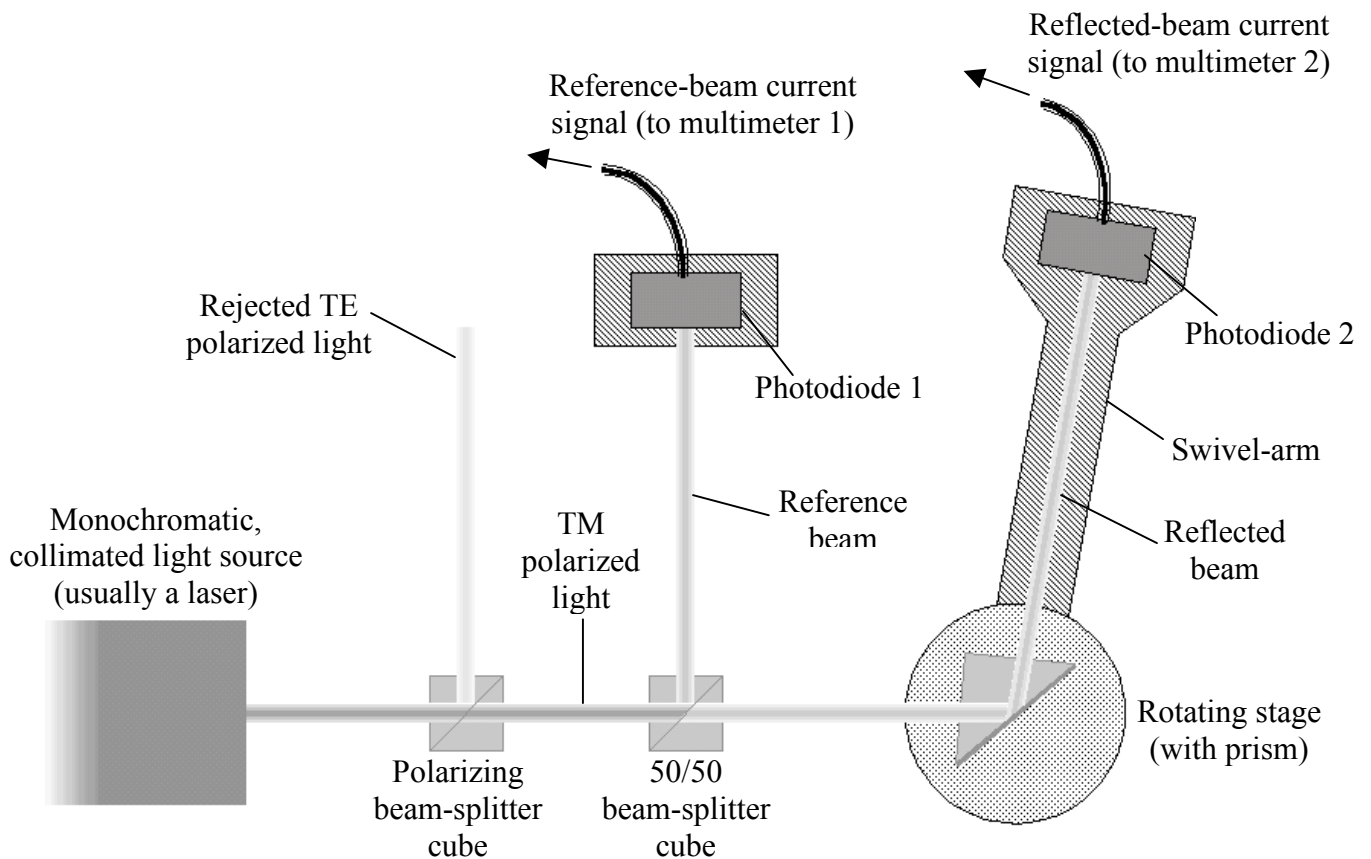 Reflected-beam current
signal (to multimeter 2)
Reference-beam current
signal (to multimeter 1)
Rejected TE
polarized light
Photodiode 2
Photodiode 1
Swivel-arm
Reference
beam
Reflected
beam
Monochromatic,
collimated light source
(usually a laser)
TM
polarized
light
Rotating stage
(with prism)
Polarizing
beam-splitter
cube
50/50
beam-splitter
cube